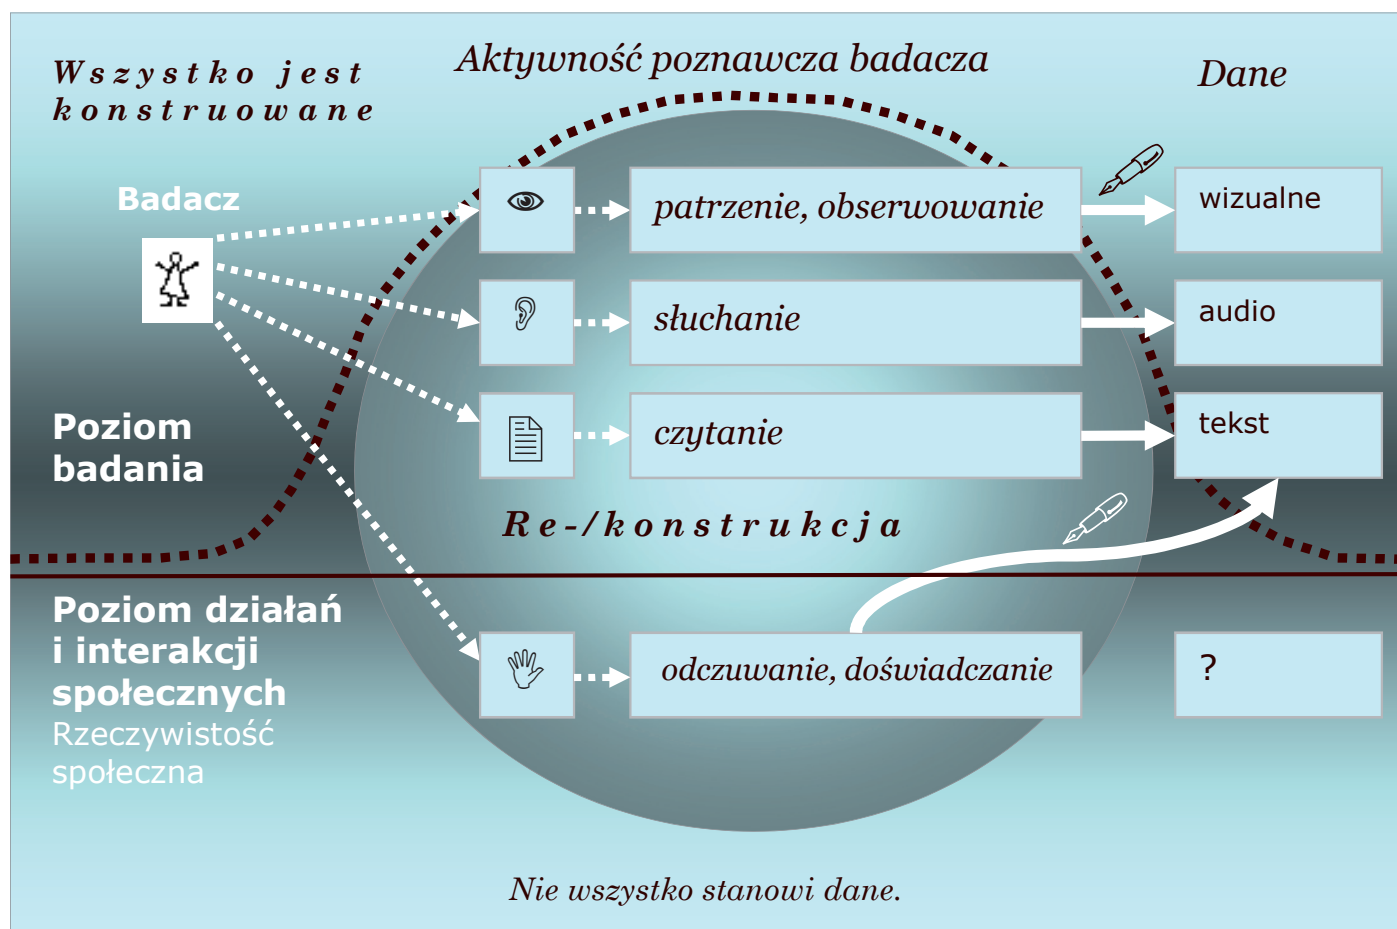 Wszystko jest
konstruowane
Aktywność poznawcza badacza
Dane
Badacz
patrzenie, obserwowanie
wizualne
słuchanie
audio
czytanie
tekst
Poziom
badania
Re-/konstrukcja
Poziom działań
i interakcji
społecznych
Rzeczywistość
społeczna
odczuwanie, doświadczanie
?
Nie wszystko stanowi dane.